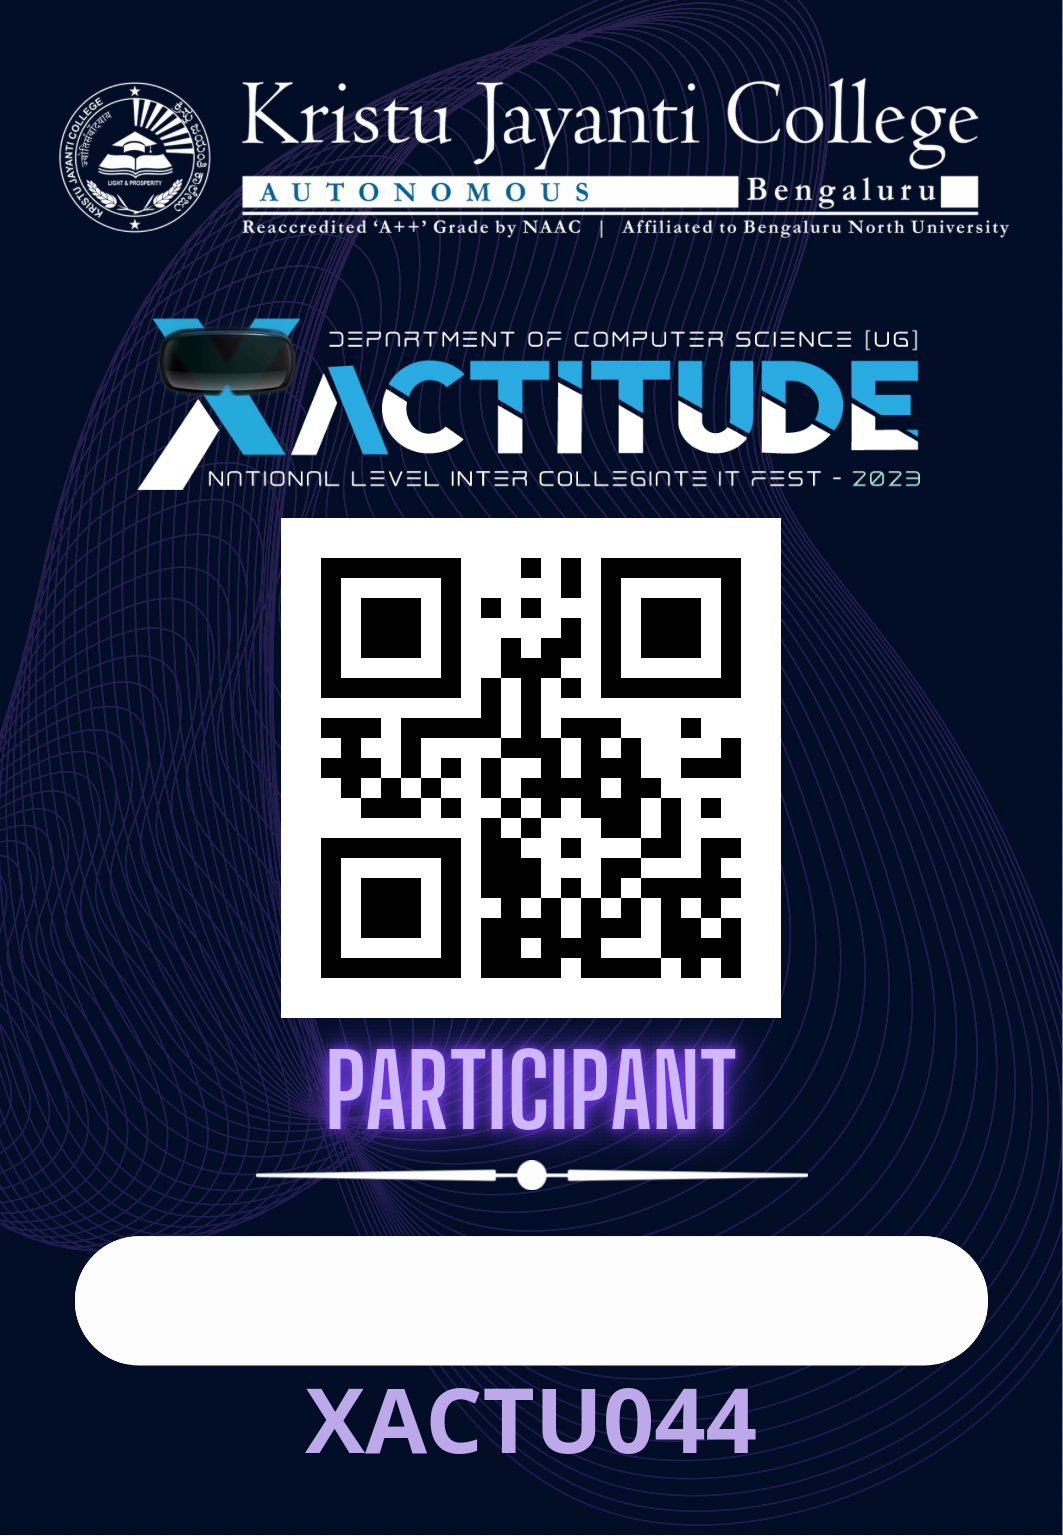 KRISTU JAYANTI COLLEGE
LIGHT & PROSPERITY
Kristu Jayanti College
AUTONOMOUS Bengaluru
Reaccredited ‘A++’ Grade by NAAC | Affiliated to Bengaluru North University
DEPARTMENT OF COMPUTER SCIENCE [UG]
XACTITUDE
NATIONAL LEVEL INTER COLLEGIATE IT FEST - 2023
PARTICIPANT
XACTU044